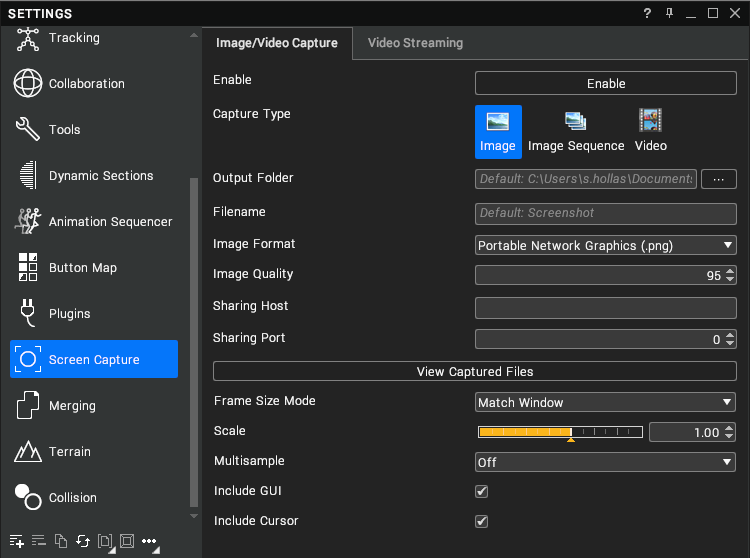 SETTINGS
?
Tracking
Collaboration
Tools
Dynamic Sections
Animation Sequencer
Button Map
Plugins
Screen Capture
Merging
Terrain
Collision
Image/Video Capture
Video Streaming
Enable
Enable
Capture Type
Image
Image Sequence
Video
Output Folder
Default: C:\Users\s.hollas\Documents
...
Filename
Default: Screenshot
Image Format
Portable Network Graphics (.png)
Image Quality
95
Sharing Host
Sharing Port
0
View Captured Files
Frame Size Mode
Match Window
Scale
1.00
Multisample
Off
Include GUI
Include Cursor